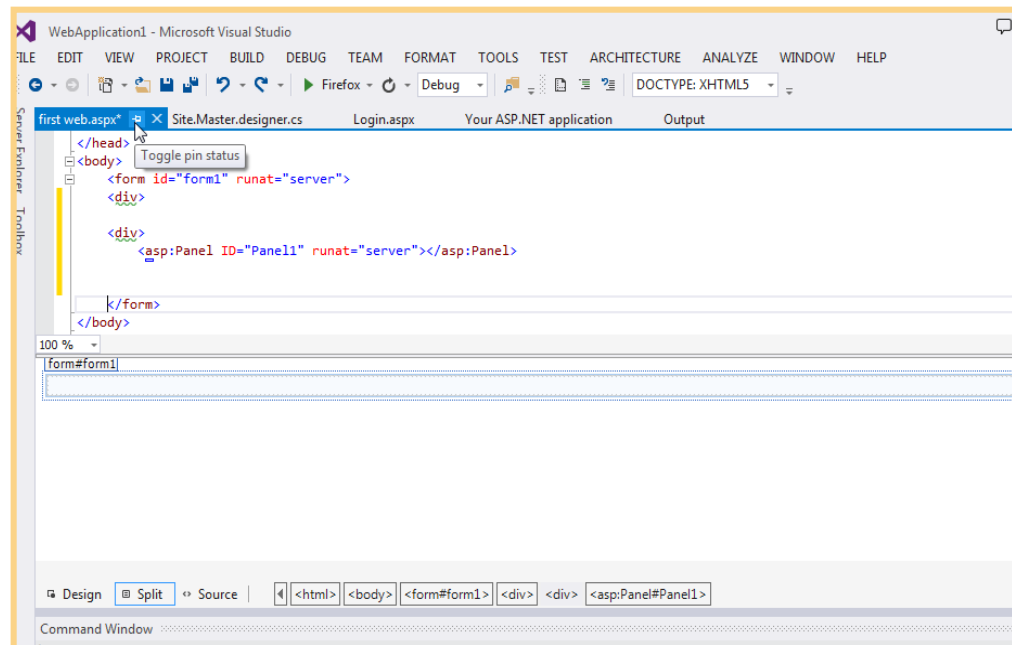 WebApplication1 - Microsoft Visual Studio
FILE EDIT VIEW PROJECT BUILD DEBUG TEAM FORMAT TOOLS TEST ARCHITECTURE ANALYZE WINDOW HELP
Firefox Debug DOCTYPE: XHTML5
first web.aspx* Site.Master.designer.cs Login.aspx Your ASP.NET application Output
Server Explorer
Toolbox
</head>
Toggle pin status
<body>
<form id="form1" runat="server">
<div>
<div>
<asp:Panel ID="Panel1" runat="server"></asp:Panel>
</form>
</body>
100 %
form#form1
Design Split Source <html> <body> <form#form1> <div> <div> <asp:Panel#Panel1>
Command Window